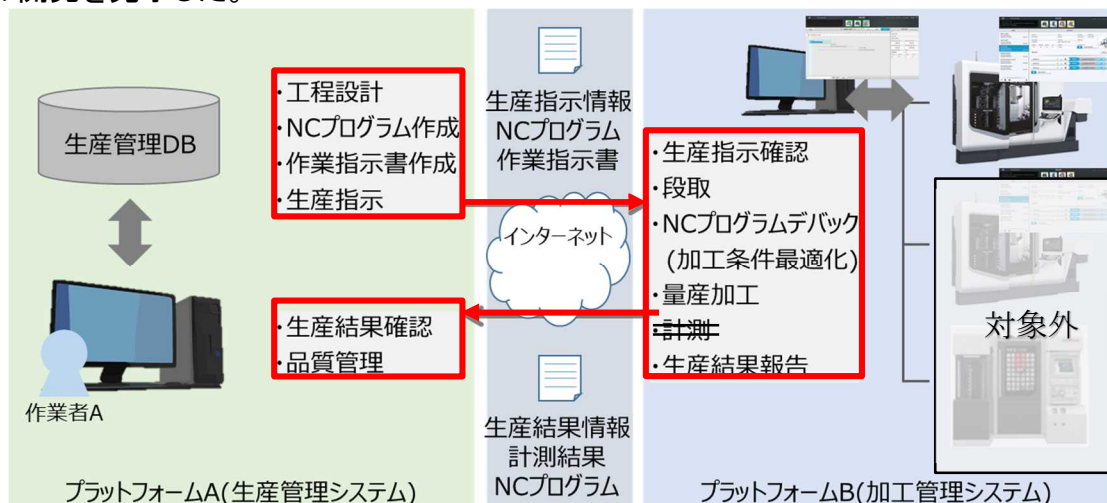 開発を完了した。
生産管理DB
・工程設計
・NCプログラム作成
・作業指示書作成
・生産指示
・生産結果確認
・品質管理
作業者A
プラットフォームA(生産管理システム)
生産指示情報
NCプログラム
作業指示書
インターネット
生産結果情報
計測結果
NCプログラム
・生産指示確認
・段取
・NCプログラムデバック
(加工条件最適化)
・量産加工
・計測
・生産結果報告
対象外
プラットフォームB(加工管理システム)